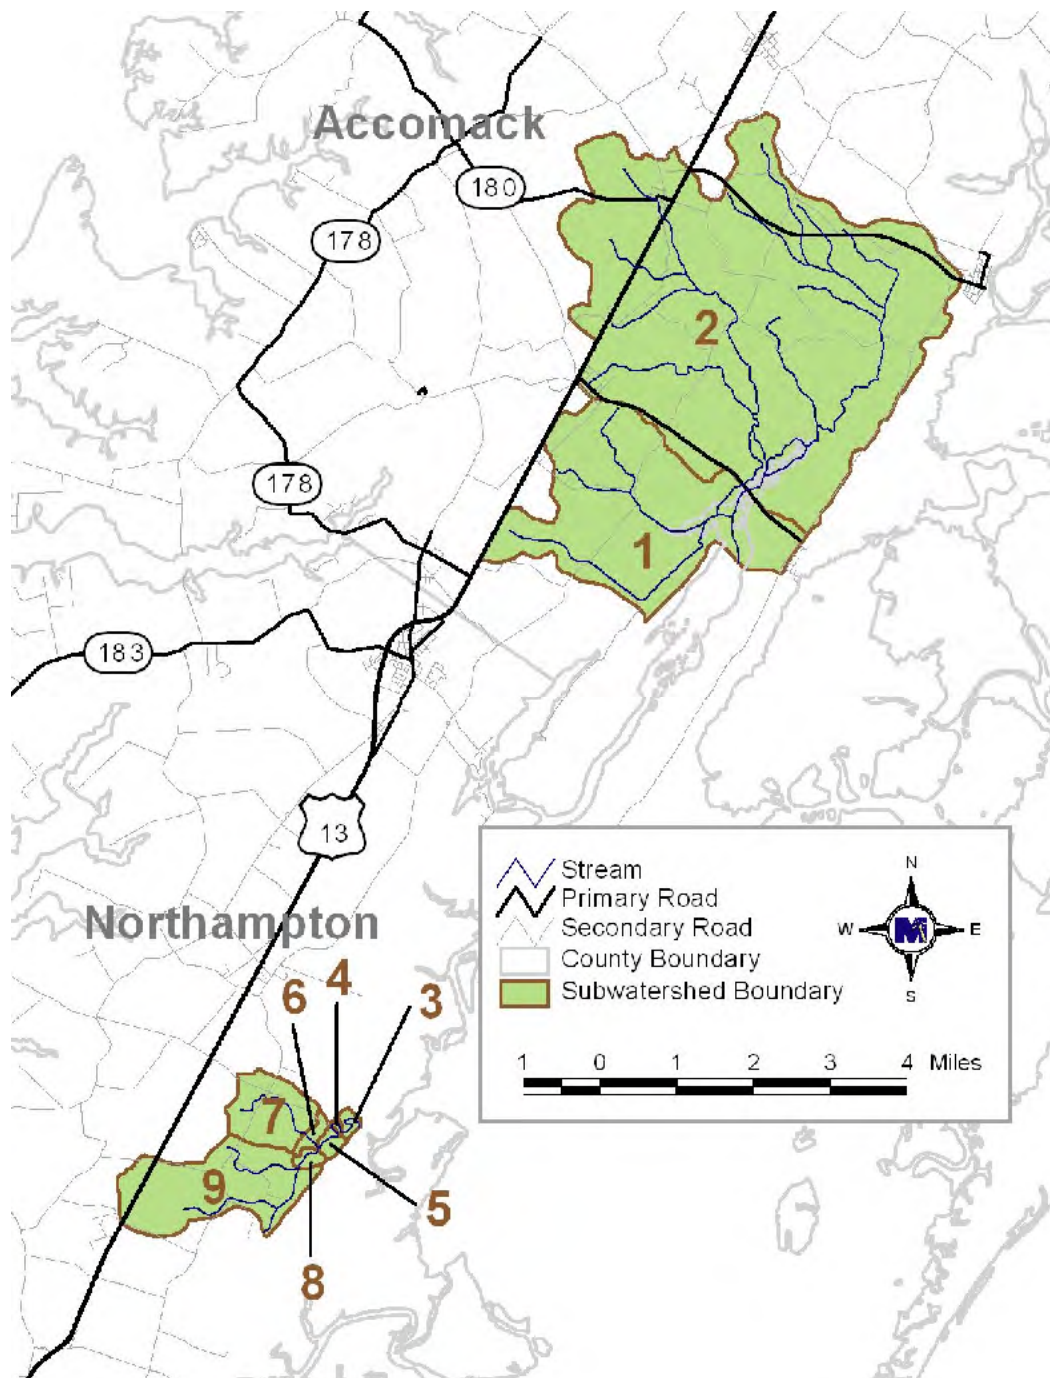 Accomack
180
178
2
178
1
183
13
Stream
Primary Road
Secondary Road
County Boundary
Subwatershed Boundary
N
W
M
E
S
1 0 1 2 3 4 Miles
Northampton
6
4
3
7
9
5
8